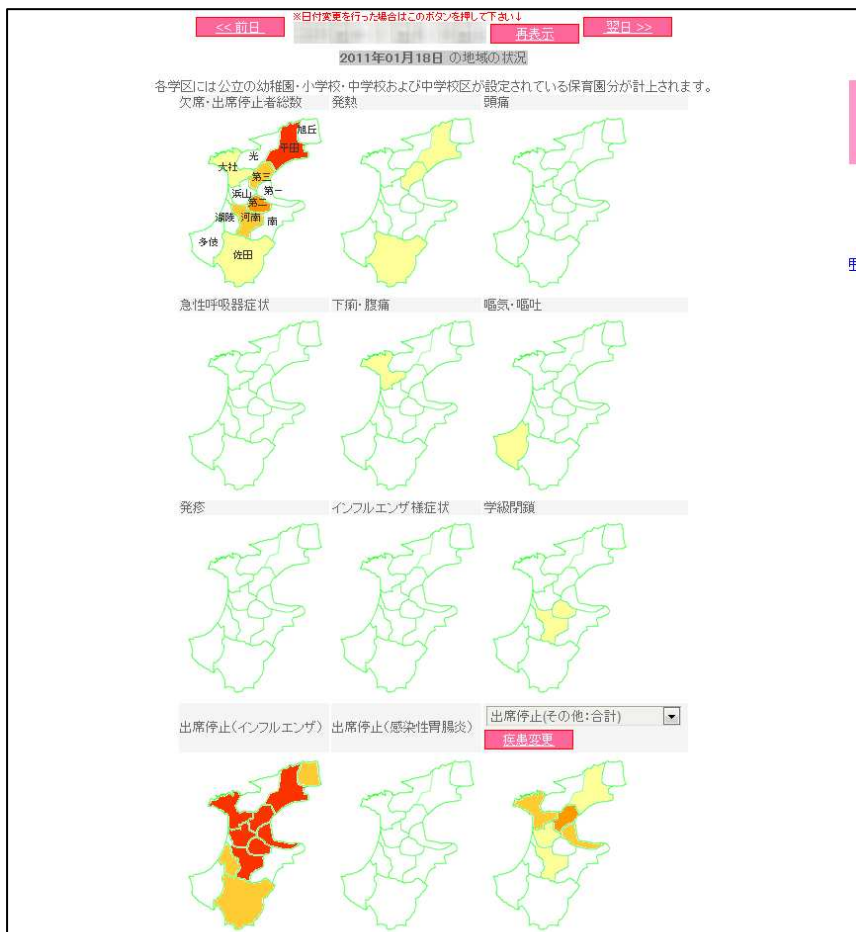 ※日付変更を行った場合はこのボタンを押して下さい↓
<< 前日
再表示
翌日 >>
2011年01月18日 の地域の状況
各学区には公立の幼稚園・小学校・中学校および中学校区が設定されている保育園分が計上されます。
欠席・出席停止者総数 発熱 頭痛
旭丘
平田
光
大社
第三
浜山 第一
第二
湖陵 河南 南
多伎
佐田
急性呼吸器症状 下痢・腹痛 嘔気・嘔吐
発疹 インフルエンザ様症状 学級閉鎖
出席停止(インフルエンザ) 出席停止(感染性胃腸炎) 出席停止(その他:合計)
疾患変更